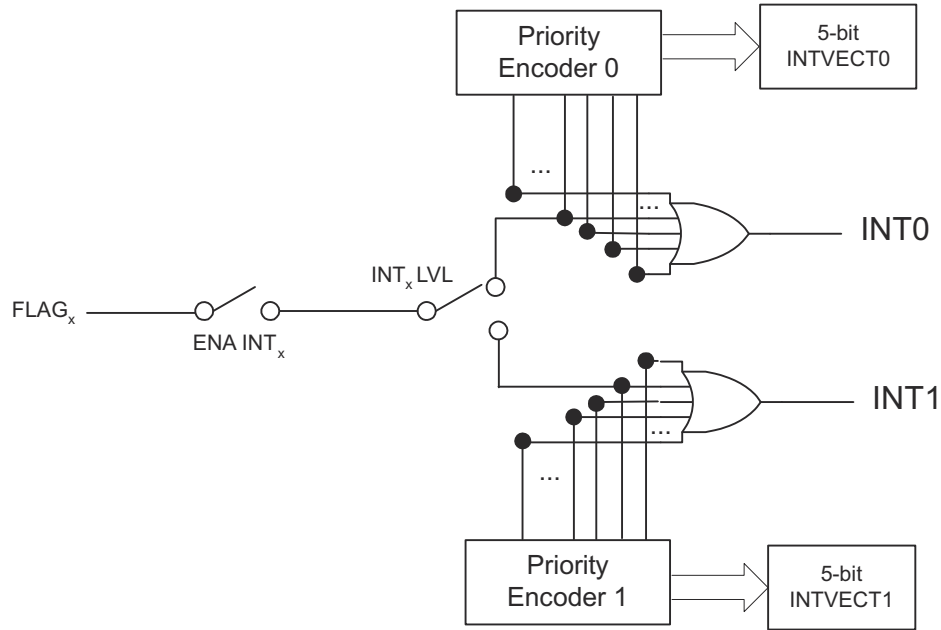 Priority
Encoder 0
5-bit
INTVECT0
...
...
INT0
INTₓ LVL
FLAGₓ
ENA INTₓ
INT1
...
...
Priority
Encoder 1
5-bit
INTVECT1